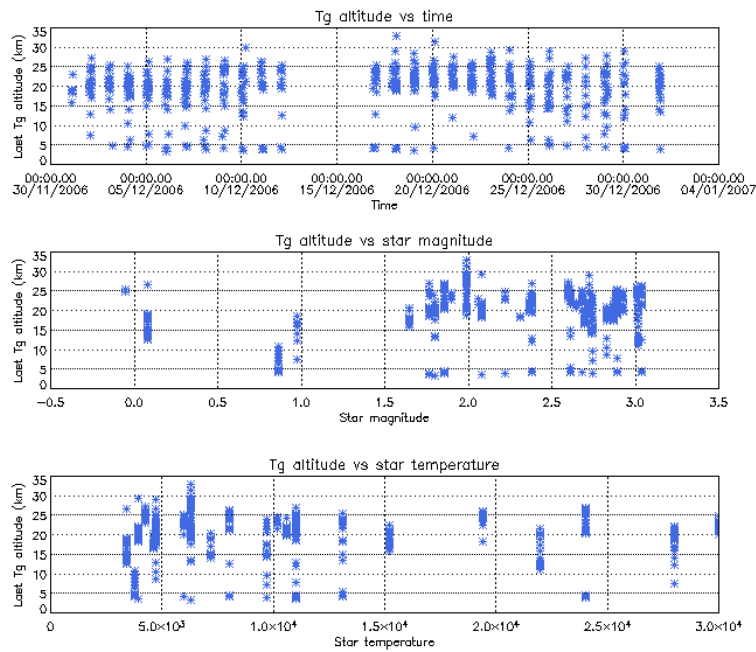 Tg altitude vs time
Last Tg altitude (km)
35
30
25
20
15
10
5
0
00:00.00 00:00.00 00:00.00 00:00.00 00:00.00 00:00.00 00:00.00 00:00.00
30/11/2006 05/12/2006 10/12/2006 15/12/2006 20/12/2006 25/12/2006 30/12/2006 04/01/2007
Time
Tg altitude vs star magnitude
Last Tg altitude (km)
35
30
25
20
15
10
5
0
-0.5 0.0 0.5 1.0 1.5 2.0 2.5 3.0 3.5
Star magnitude
Tg altitude vs star temperature
Last Tg altitude (km)
35
30
25
20
15
10
5
0
0 5.0×10³ 1.0×10⁴ 1.5×10⁴ 2.0×10⁴ 2.5×10⁴ 3.0×10⁴
Star temperature